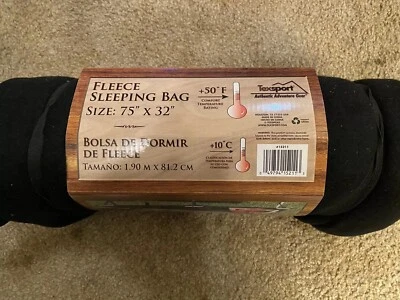 FLEECE
SLEEPING BAG
SIZE: 75" X 32"
+50°F
COMFORT
TEMPERATURE
RATING
Texsport
Authentic Adventure Gear
BOLSA DE DORMIR
DE FLEECE
TAMAÑO: 1.90 M X 81.2 CM
+10°C